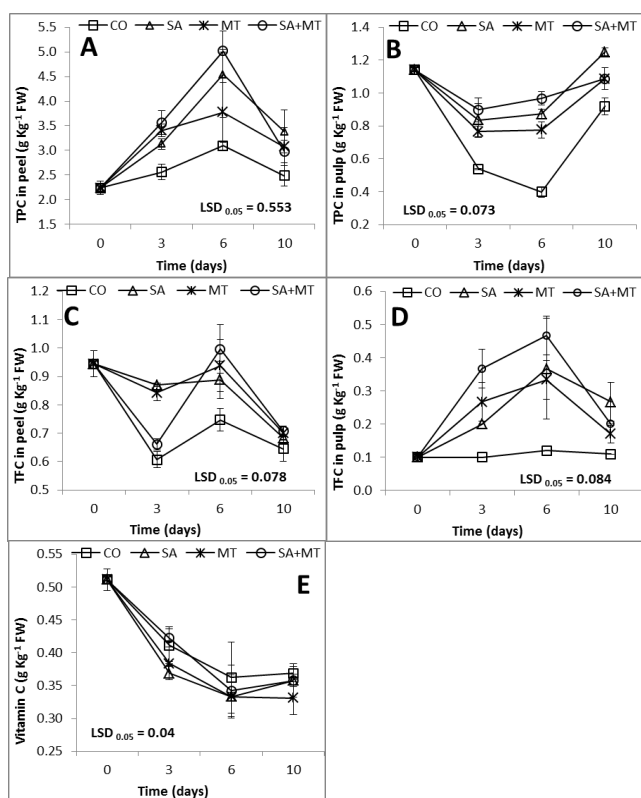 CO SA MT SA+MT
A
TPC in peel (g Kg⁻¹ FW)
5.5
5.0
4.5
4.0
3.5
3.0
2.5
2.0
1.5
LSD 0.05 = 0.553
0 3 6 10
Time (days)
CO SA MT SA+MT
B
TPC in pulp (g Kg⁻¹ FW)
1.4
1.2
1.0
0.8
0.6
0.4
0.2
LSD 0.05 = 0.073
0 3 6 10
Time (days)
CO SA MT SA+MT
C
TFC in peel (g Kg⁻¹ FW)
1.2
1.1
1.0
0.9
0.8
0.7
0.6
0.5
LSD 0.05 = 0.078
0 3 6 10
Time (days)
CO SA MT SA+MT
D
TFC in pulp (g Kg⁻¹ FW)
0.6
0.5
0.4
0.3
0.2
0.1
0.0
LSD 0.05 = 0.084
0 3 6 10
Time (days)
CO SA MT SA+MT
E
Vitamin C (g Kg⁻¹ FW)
0.55
0.50
0.45
0.40
0.35
0.30
0.25
LSD 0.05 = 0.04
0 3 6 10
Time (days)